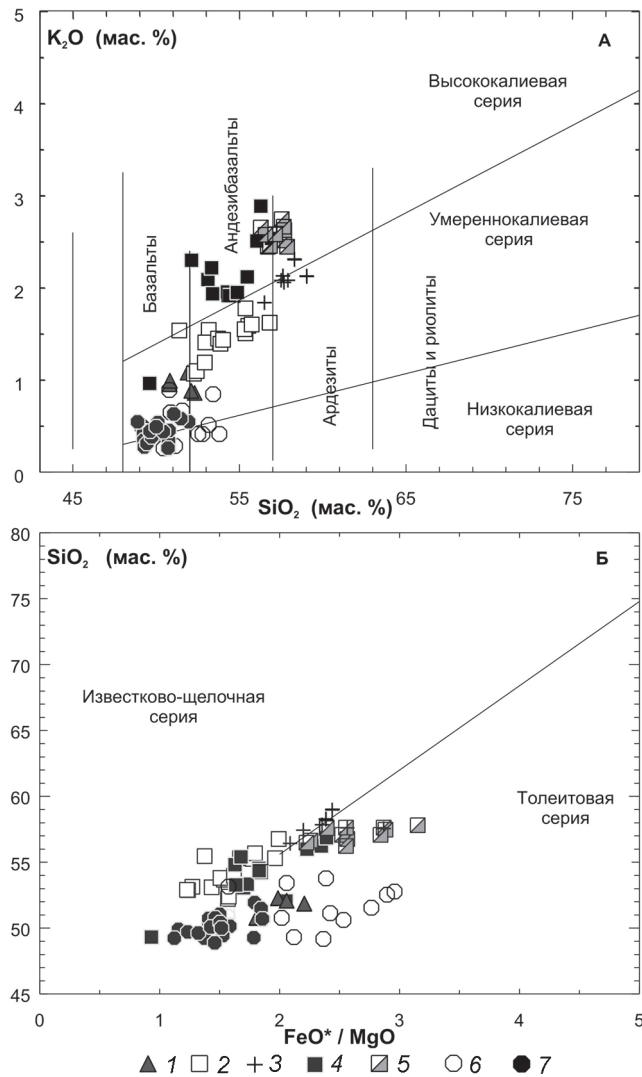 5
K₂O (мас. %)
А
Высококалиевая
серия
4
Андезибазальты
3
Базальты
Умереннокалиевая
серия
2
Ардезиты
Дациты и риолиты
1
Низкокалиевая
серия
0
45
55
65
75
SiO₂ (мас. %)
80
SiO₂ (мас. %)
Б
75
70
Известково-щелочная
серия
65
60
Толеитовая
серия
55
50
45
0
1
2
3
4
5
FeO* / MgO
1 2 3 4 5 6 7